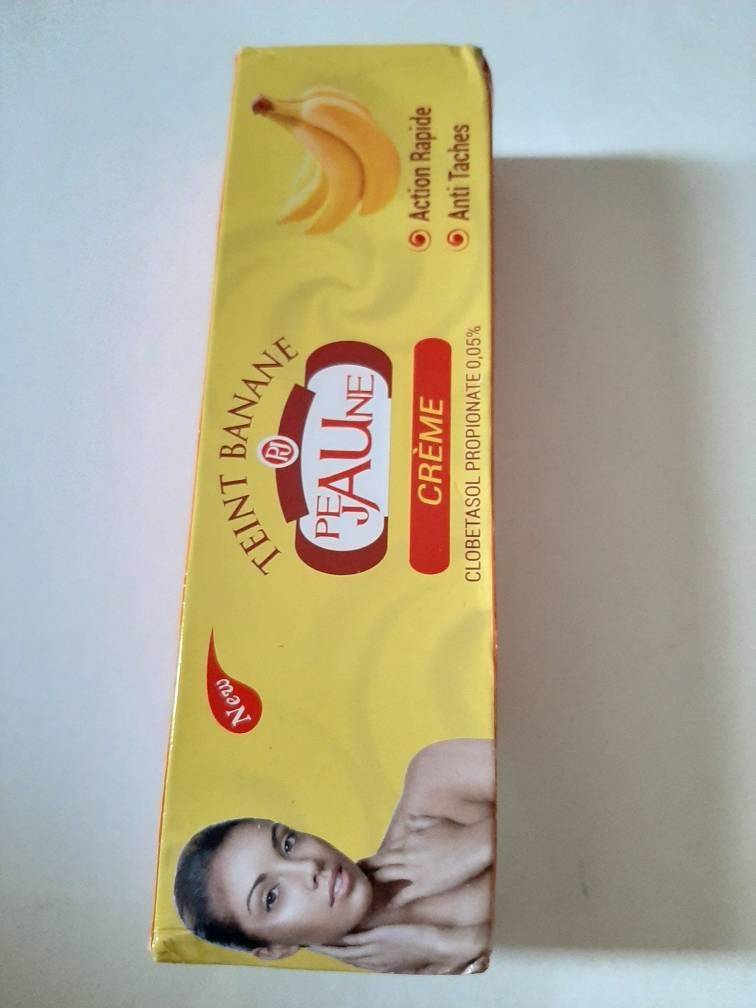 New
TEINT BANANE
PJ
PEAU
JAUNE
CRÈME
CLOBETASOL PROPIONATE 0,05%
Action Rapide
Anti Taches